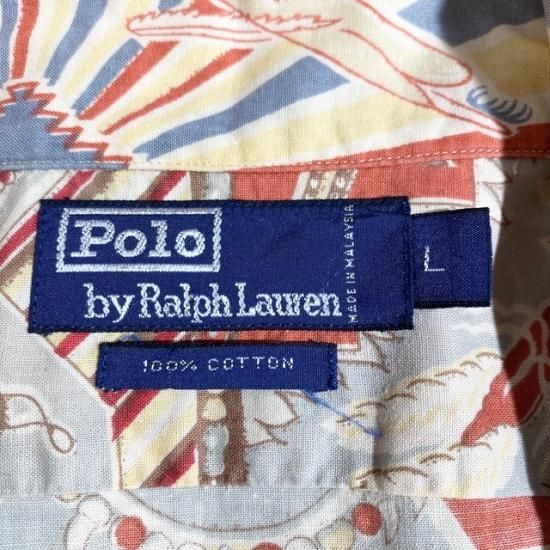 Polo
by Ralph Lauren
MADE IN MALAYSIA
L
100% COTTON